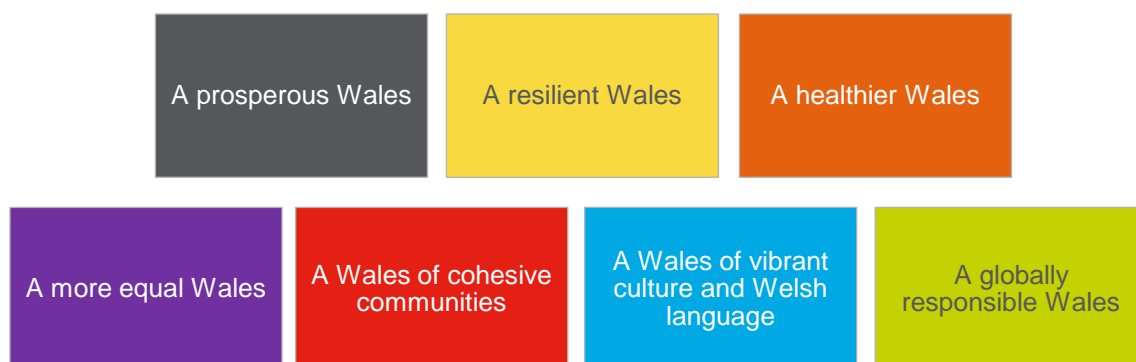 A prosperous Wales
A resilient Wales
A healthier Wales
A more equal Wales
A Wales of cohesive
communities
A Wales of vibrant
culture and Welsh
language
A globally
responsible Wales